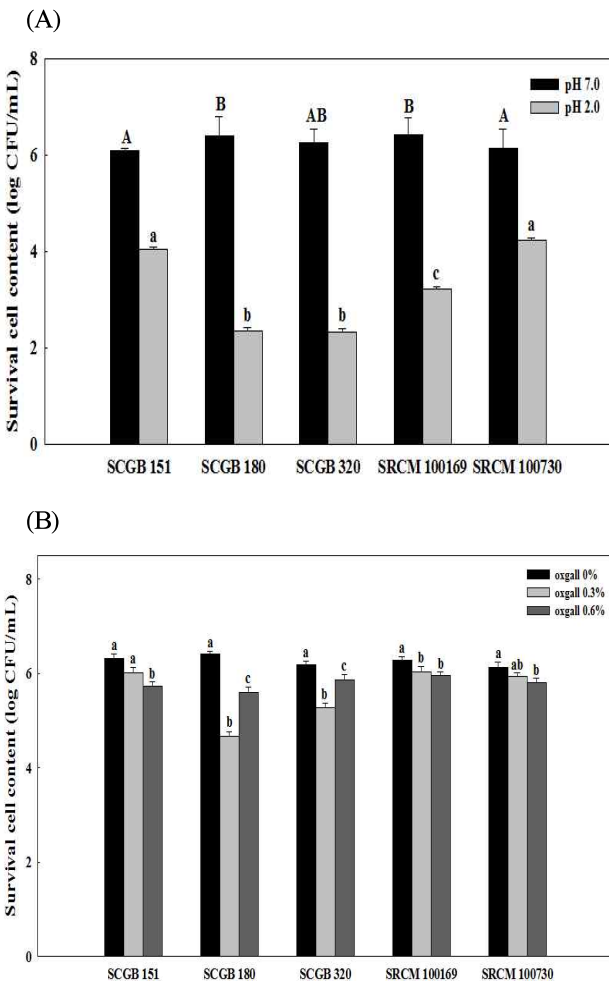 (A)
Survival cell content (log CFU/mL)
8
6
4
2
0
pH 7.0
pH 2.0
A
B
AB
B
A
a
b
b
c
a
SCGB 151
SCGB 180
SCGB 320
SRCM 100169
SRCM 100730
(B)
Survival cell content (log CFU/mL)
8
6
4
2
0
oxgall 0%
oxgall 0.3%
oxgall 0.6%
a a b
a b c
a b c
a b b
a ab b
SCGB 151
SCGB 180
SCGB 320
SRCM 100169
SRCM 100730